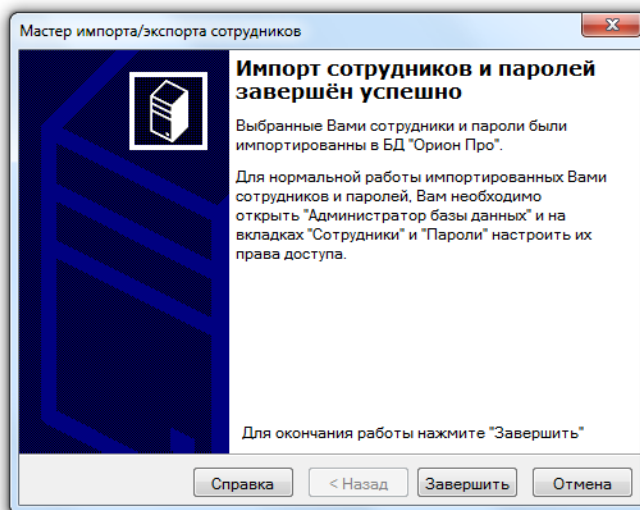 Мастер импорта/экспорта сотрудников
Импорт сотрудников и паролей
завершён успешно
Выбранные Вами сотрудники и пароли были
импортированны в БД "Орион Про".
Для нормальной работы импортированных Вами
сотрудников и паролей, Вам необходимо
открыть "Администратор базы данных" и на
вкладках "Сотрудники" и "Пароли" настроить их
права доступа.
Для окончания работы нажмите "Завершить"
Справка
< Назад
Завершить
Отмена